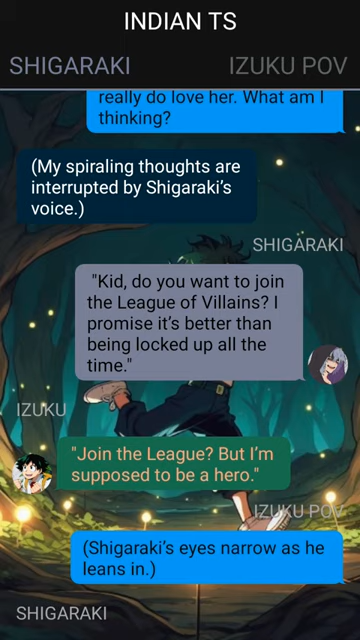 INDIAN TS
SHIGARAKI
IZUKU POV
really do love her. What am I
thinking?
(My spiraling thoughts are
interrupted by Shigaraki’s
voice.)
SHIGARAKI
"Kid, do you want to join
the League of Villains? I
promise it’s better than
being locked up all the
time."
IZUKU
"Join the League? But I’m
supposed to be a hero."
IZUKU POV
(Shigaraki’s eyes narrow as he
leans in.)
SHIGARAKI